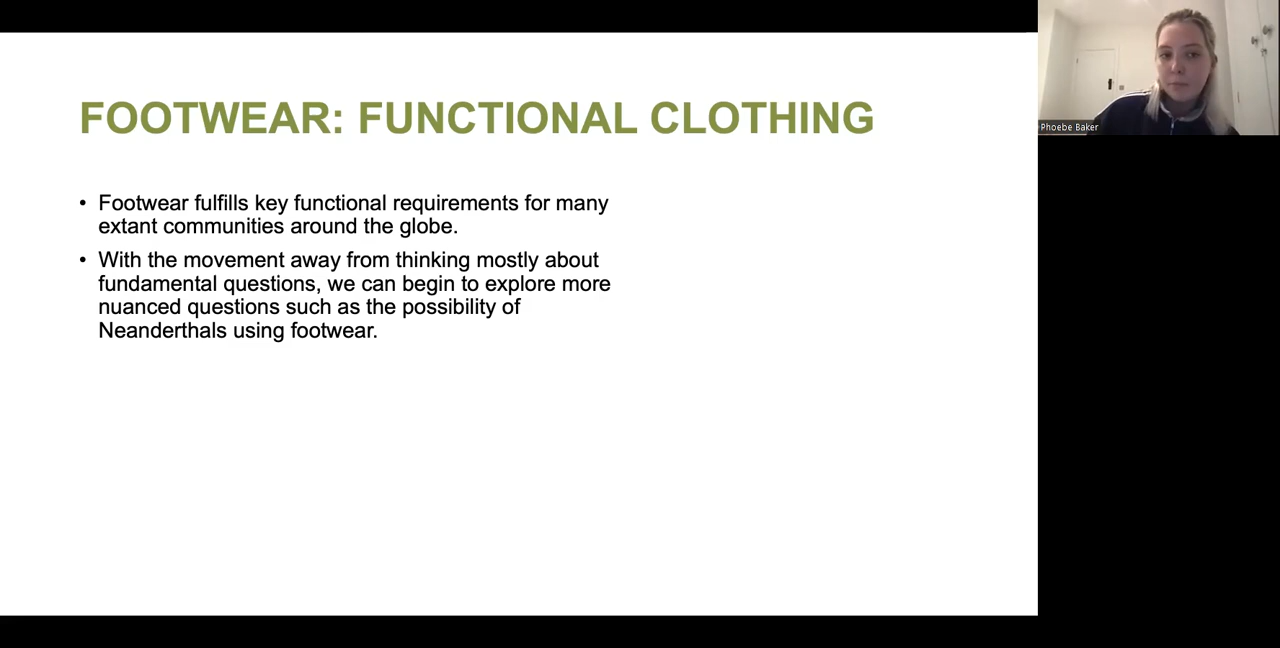 FOOTWEAR: FUNCTIONAL CLOTHING
• Footwear fulfills key functional requirements for many
extant communities around the globe.
• With the movement away from thinking mostly about
fundamental questions, we can begin to explore more
nuanced questions such as the possibility of
Neanderthals using footwear.
Phoebe Baker